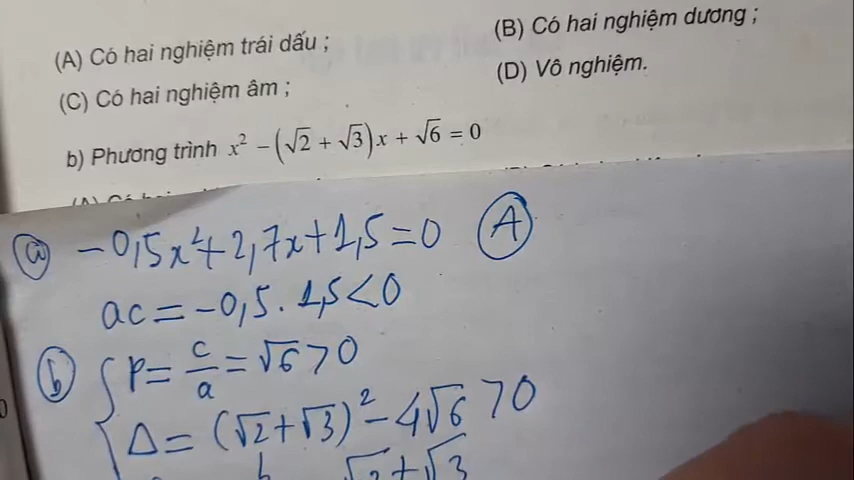 (A) Có hai nghiệm trái dấu ;
(B) Có hai nghiệm dương ;
(C) Có hai nghiệm âm ;
(D) Vô nghiệm.
b) Phương trình x² − (√2 + √3)x + √6 = 0
(a) −0,5x² + 2,7x + 1,5 = 0 (A)
ac = −0,5 . 1,5 < 0
(b) { P = c/a = √6 > 0
Δ = (√2 + √3)² − 4√6 > 0
√2 + √3